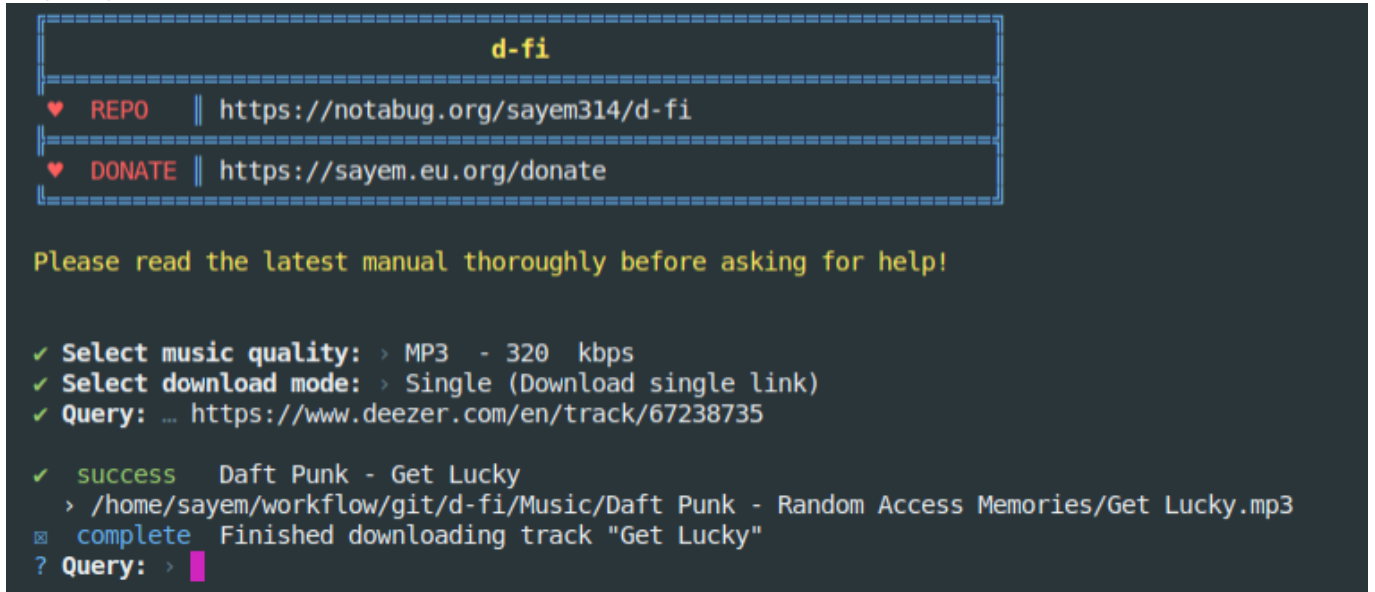 d-fi
♥ REPO ║ https://notabug.org/sayem314/d-fi
♥ DONATE ║ https://sayem.eu.org/donate
Please read the latest manual thoroughly before asking for help!
✔ Select music quality: › MP3  - 320  kbps
✔ Select download mode: › Single (Download single link)
✔ Query: … https://www.deezer.com/en/track/67238735
✔ success Daft Punk - Get Lucky
› /home/sayem/workflow/git/d-fi/Music/Daft Punk - Random Access Memories/Get Lucky.mp3
☒ complete Finished downloading track "Get Lucky"
? Query: ›